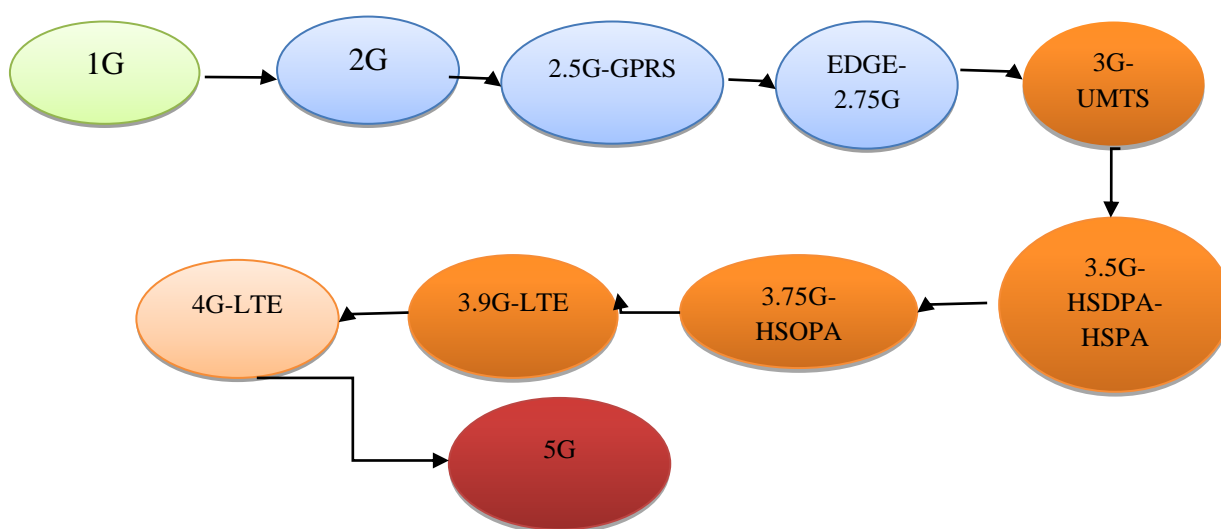 1G
2G
2.5G-GPRS
EDGE-
2.75G
3G-
UMTS
3.5G-
HSDPA-
HSPA
3.75G-
HSOPA
3.9G-LTE
4G-LTE
5G